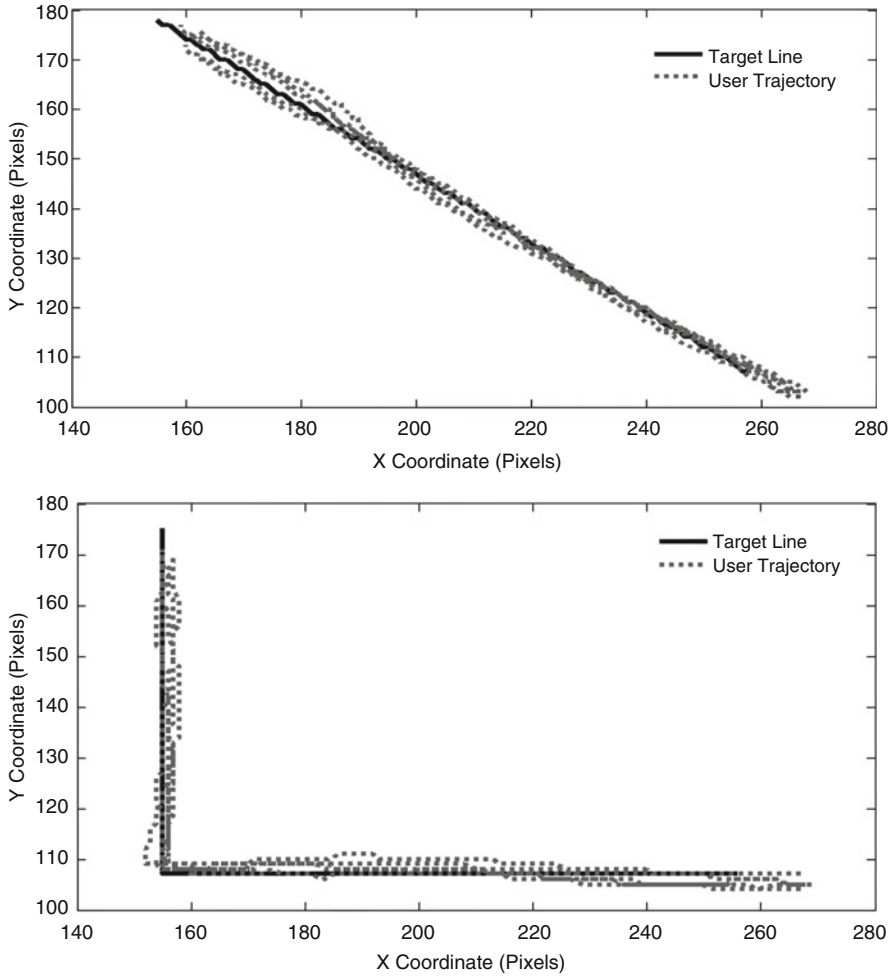 180
170
160
150
140
130
120
110
100
Y Coordinate (Pixels)
Target Line
User Trajectory
140 160 180 200 220 240 260 280
X Coordinate (Pixels)
180
170
160
150
140
130
120
110
100
Y Coordinate (Pixels)
Target Line
User Trajectory
140 160 180 200 220 240 260 280
X Coordinate (Pixels)